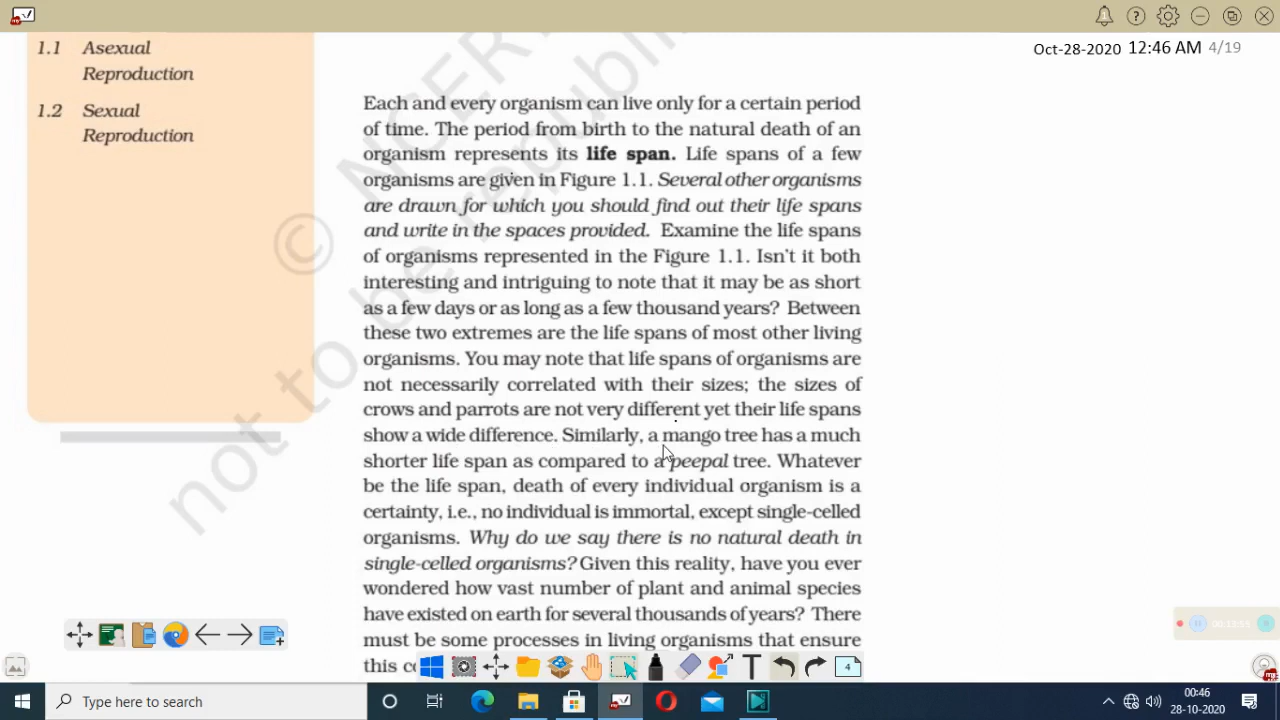 Oct-28-2020 12:46 AM 4/19
1.1 Asexual
Reproduction
1.2 Sexual
Reproduction
© NCERT
not to be republi
Each and every organism can live only for a certain period
of time. The period from birth to the natural death of an
organism represents its life span. Life spans of a few
organisms are given in Figure 1.1. Several other organisms
are drawn for which you should find out their life spans
and write in the spaces provided. Examine the life spans
of organisms represented in the Figure 1.1. Isn't it both
interesting and intriguing to note that it may be as short
as a few days or as long as a few thousand years? Between
these two extremes are the life spans of most other living
organisms. You may note that life spans of organisms are
not necessarily correlated with their sizes; the sizes of
crows and parrots are not very different yet their life spans
show a wide difference. Similarly, a mango tree has a much
shorter life span as compared to a peepal tree. Whatever
be the life span, death of every individual organism is a
certainty, i.e., no individual is immortal, except single-celled
organisms. Why do we say there is no natural death in
single-celled organisms? Given this reality, have you ever
wondered how vast number of plant and animal species
have existed on earth for several thousands of years? There
must be some processes in living organisms that ensure
this
4
Type here to search
00:46
28-10-2020